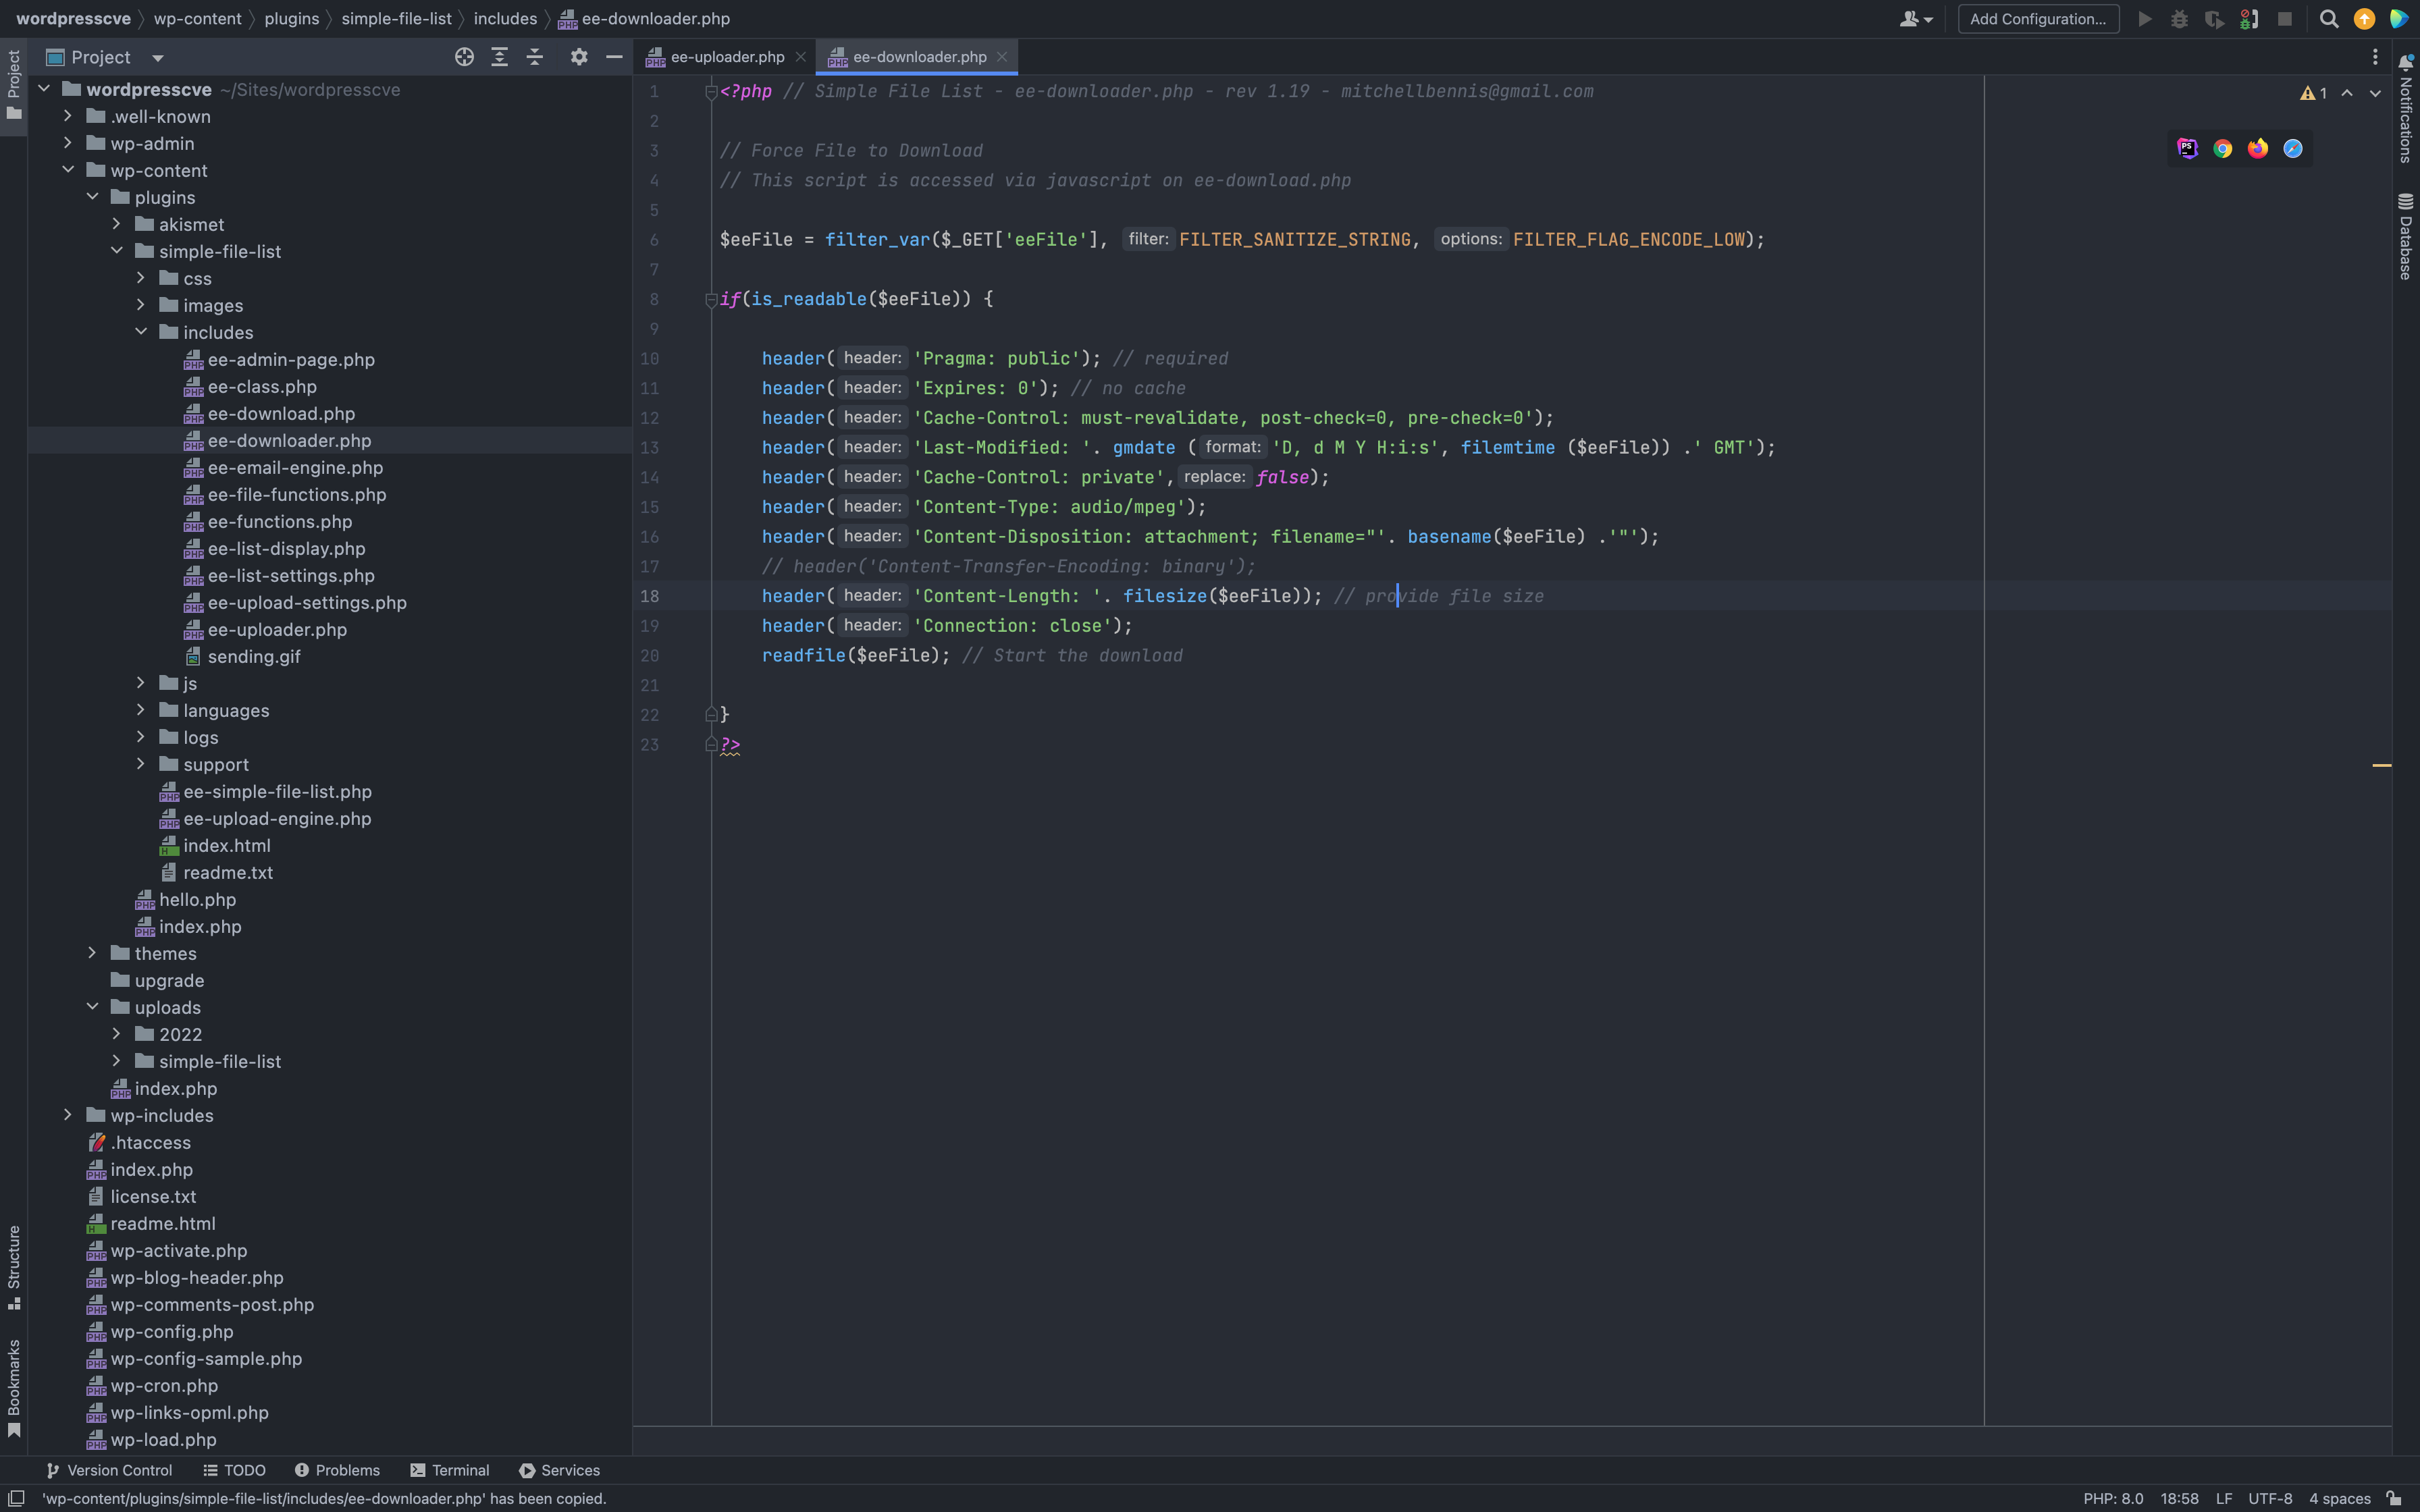 wordpresscve 〉 wp-content 〉 plugins 〉 simple-file-list 〉 includes 〉 ee-downloader.php
Add Configuration...
Project
Project
ee-uploader.php
ee-downloader.php
wordpresscve ~/Sites/wordpresscve
.well-known
wp-admin
wp-content
plugins
akismet
simple-file-list
css
images
includes
ee-admin-page.php
ee-class.php
ee-download.php
ee-downloader.php
ee-email-engine.php
ee-file-functions.php
ee-functions.php
ee-list-display.php
ee-list-settings.php
ee-upload-settings.php
ee-uploader.php
sending.gif
js
languages
logs
support
ee-simple-file-list.php
ee-upload-engine.php
index.html
readme.txt
hello.php
index.php
themes
upgrade
uploads
2022
simple-file-list
index.php
wp-includes
.htaccess
index.php
license.txt
readme.html
wp-activate.php
wp-blog-header.php
wp-comments-post.php
wp-config.php
wp-config-sample.php
wp-cron.php
wp-links-opml.php
wp-load.php
Structure
Bookmarks
1 <?php // Simple File List - ee-downloader.php - rev 1.19 - mitchellbennis@gmail.com
2
3 // Force File to Download
4 // This script is accessed via javascript on ee-download.php
5
6 $eeFile = filter_var($_GET['eeFile'], filter: FILTER_SANITIZE_STRING, options: FILTER_FLAG_ENCODE_LOW);
7
8 if(is_readable($eeFile)) {
9
10 header( header: 'Pragma: public'); // required
11 header( header: 'Expires: 0'); // no cache
12 header( header: 'Cache-Control: must-revalidate, post-check=0, pre-check=0');
13 header( header: 'Last-Modified: '. gmdate ( format: 'D, d M Y H:i:s', filemtime ($eeFile)) .' GMT');
14 header( header: 'Cache-Control: private', replace: false);
15 header( header: 'Content-Type: audio/mpeg');
16 header( header: 'Content-Disposition: attachment; filename="'. basename($eeFile) .'"');
17 // header('Content-Transfer-Encoding: binary');
18 header( header: 'Content-Length: '. filesize($eeFile)); // provide file size
19 header( header: 'Connection: close');
20 readfile($eeFile); // Start the download
21
22 }
23 ?>
1
PS
Notifications
Database
Version Control
TODO
Problems
Terminal
Services
'wp-content/plugins/simple-file-list/includes/ee-downloader.php' has been copied.
PHP: 8.0 18:58 LF UTF-8 4 spaces